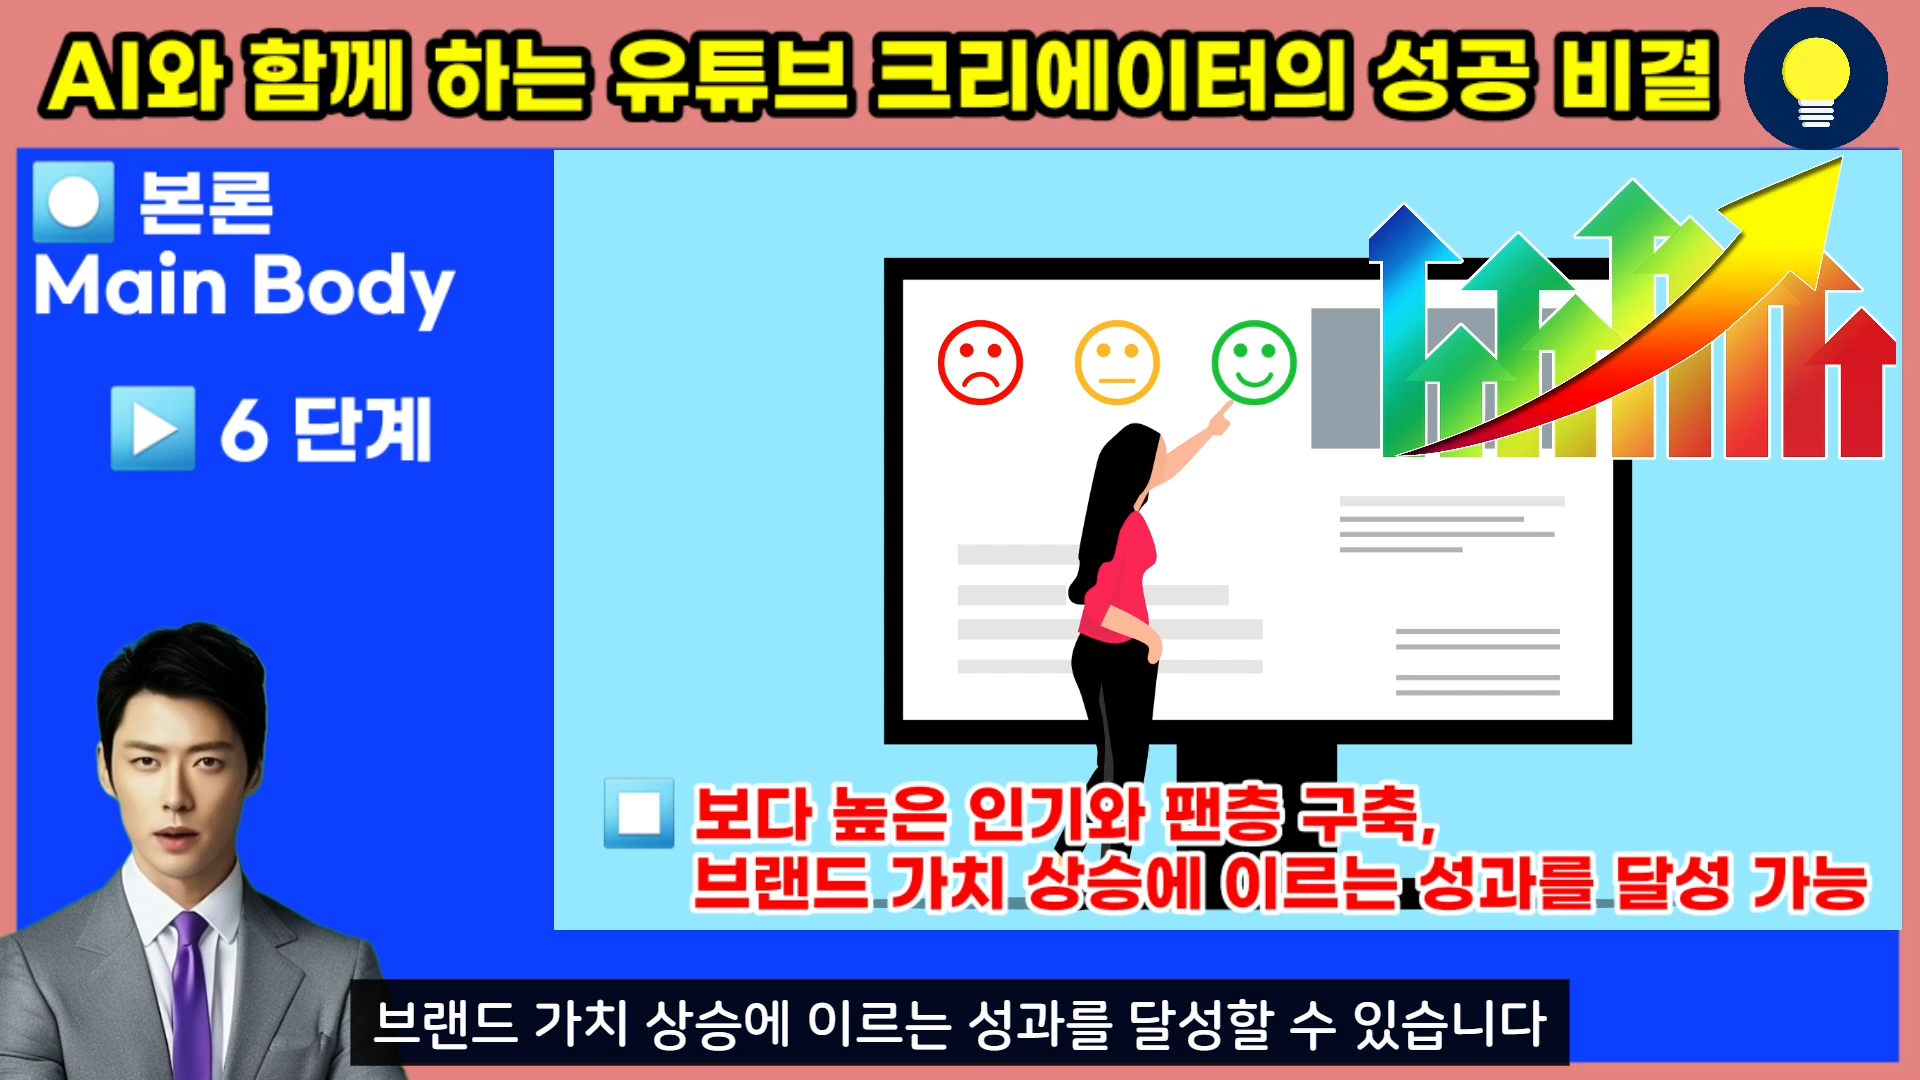 AI와 함께 하는 유튜브 크리에이터의 성공 비결
본론
Main Body
6 단계
보다 높은 인기와 팬층 구축,
브랜드 가치 상승에 이르는 성과를 달성 가능
브랜드 가치 상승에 이르는 성과를 달성할 수 있습니다